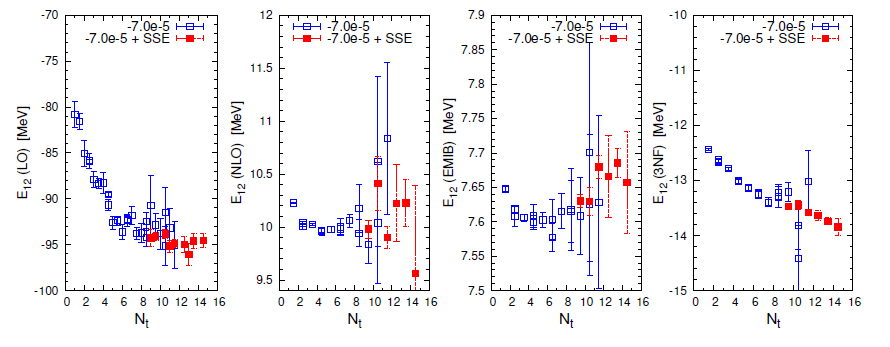 -7.0e-5
-7.0e-5 + SSE
E12 (LO) [MeV]
-70
-75
-80
-85
-90
-95
-100
0 2 4 6 8 10 12 14 16
Nt
-7.0e-5
-7.0e-5 + SSE
E12 (NLO) [MeV]
12
11.5
11
10.5
10
9.5
0 2 4 6 8 10 12 14 16
Nt
-7.0e-5
-7.0e-5 + SSE
E12 (EMIB) [MeV]
7.9
7.85
7.8
7.75
7.7
7.65
7.6
7.55
7.5
0 2 4 6 8 10 12 14 16
Nt
-7.0e-5
-7.0e-5 + SSE
E12 (3NF) [MeV]
-10
-11
-12
-13
-14
-15
0 2 4 6 8 10 12 14 16
Nt